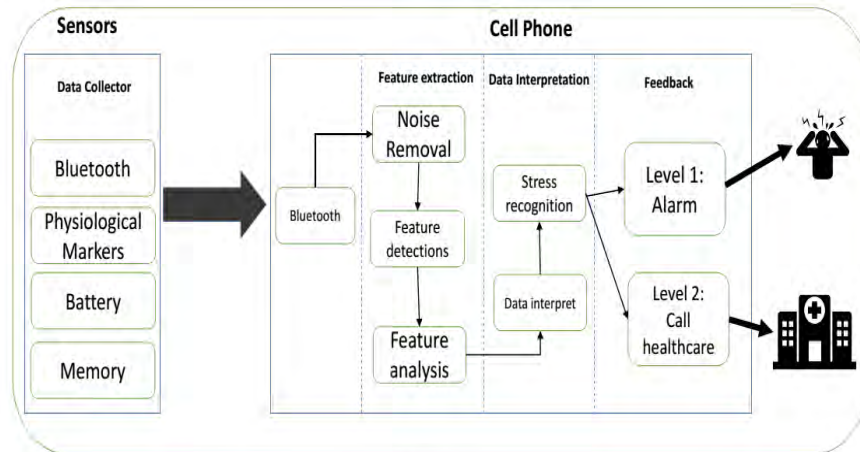 Sensors
Cell Phone
Data Collector
Bluetooth
Physiological
Markers
Battery
Memory
Bluetooth
Feature extraction
Noise
Removal
Feature
detections
Feature
analysis
Data Interpretation
Stress
recognition
Data interpret
Feedback
Level 1:
Alarm
Level 2:
Call
healthcare